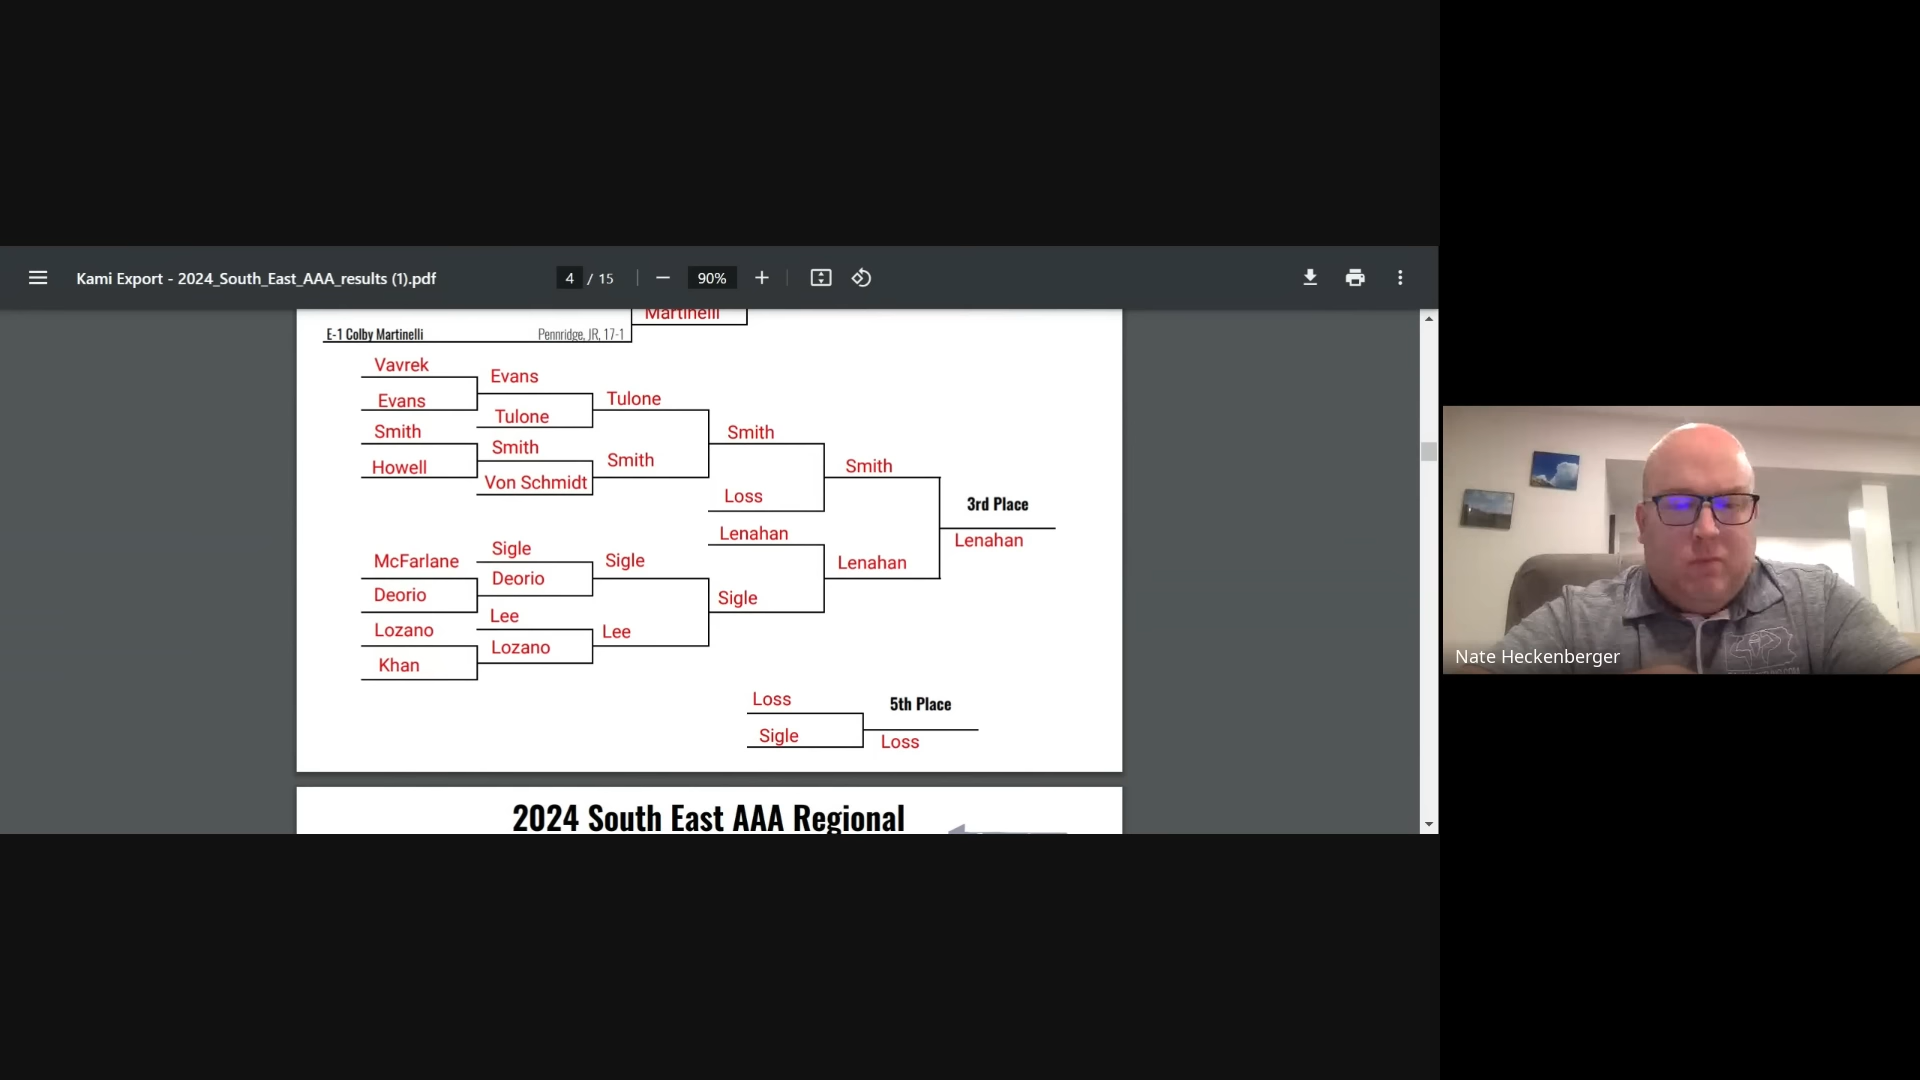 Kami Export - 2024_South_East_AAA_results (1).pdf
4 / 15
90%
Martinelli
E-1 Colby Martinelli Pennridge, JR, 17-1
Vavrek
Evans
Evans
Tulone
Tulone
Smith
Smith
Smith
Howell
Von Schmidt
Smith
Loss
Smith
3rd Place
Lenahan
Lenahan
Lenahan
McFarlane
Sigle
Sigle
Deorio
Deorio
Sigle
Lee
Lee
Lozano
Lozano
Khan
Loss
5th Place
Sigle
Loss
2024 South East AAA Regional
Nate Heckenberger